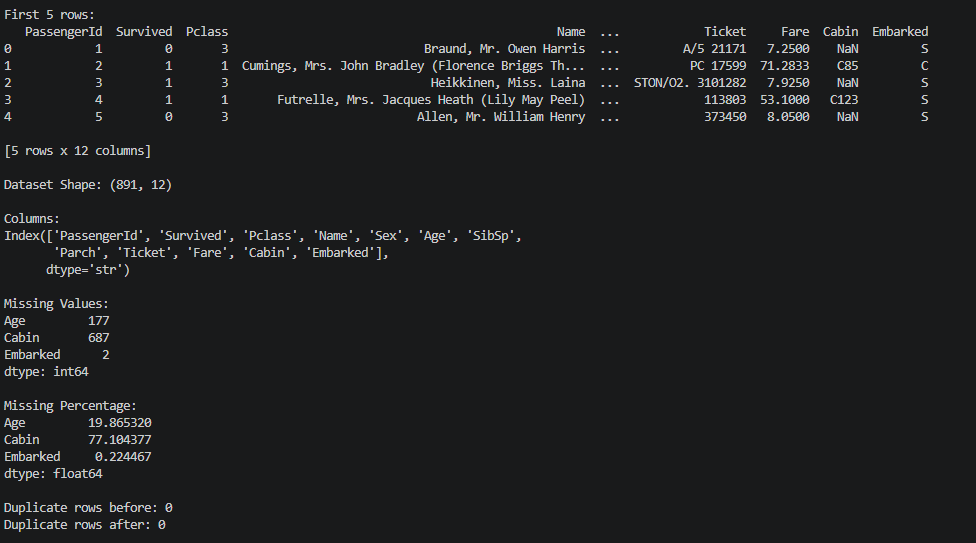 First 5 rows:
   PassengerId  Survived  Pclass                                               Name  ...            Ticket     Fare Cabin  Embarked
0            1         0       3                            Braund, Mr. Owen Harris  ...         A/5 21171   7.2500   NaN         S
1            2         1       1  Cumings, Mrs. John Bradley (Florence Briggs Th...  ...          PC 17599  71.2833   C85         C
2            3         1       3                             Heikkinen, Miss. Laina  ...  STON/O2. 3101282   7.9250   NaN         S
3            4         1       1       Futrelle, Mrs. Jacques Heath (Lily May Peel)  ...            113803  53.1000  C123         S
4            5         0       3                           Allen, Mr. William Henry  ...            373450   8.0500   NaN         S
[5 rows x 12 columns]
Dataset Shape: (891, 12)
Columns:
Index(['PassengerId', 'Survived', 'Pclass', 'Name', 'Sex', 'Age', 'SibSp',
       'Parch', 'Ticket', 'Fare', 'Cabin', 'Embarked'],
      dtype='str')
Missing Values:
Age         177
Cabin       687
Embarked      2
dtype: int64
Missing Percentage:
Age         19.865320
Cabin       77.104377
Embarked     0.224467
dtype: float64
Duplicate rows before: 0
Duplicate rows after: 0